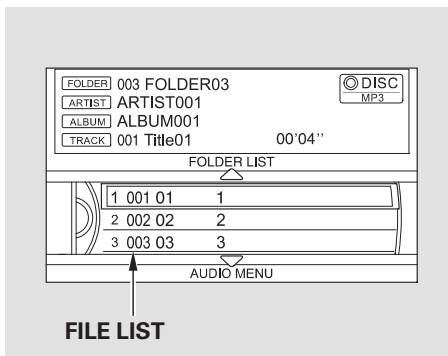 FOLDER 003 FOLDER03 DISC
ARTIST ARTIST001 MP3
ALBUM ALBUM001
TRACK 001 Title01 00'04''
FOLDER LIST
1 001 01 1
2 002 02 2
3 003 03 3
AUDIO MENU
FILE LIST